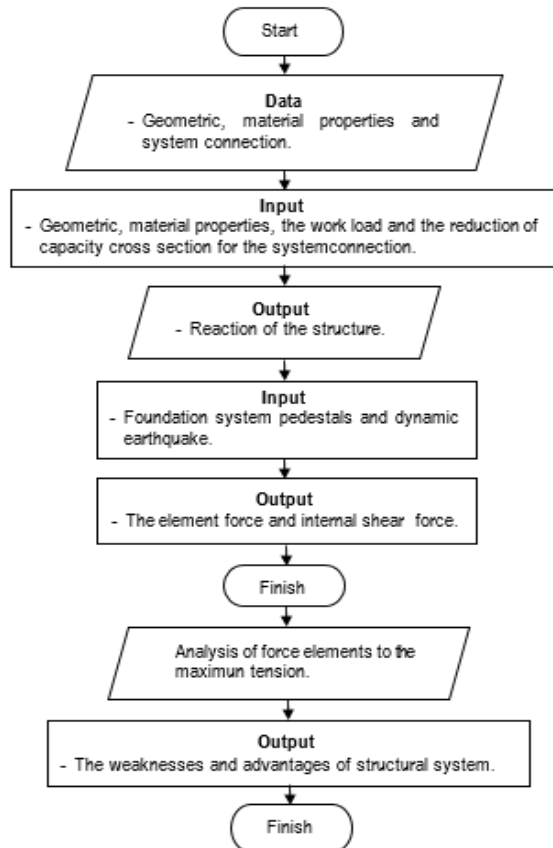 Start
Data
- Geometric, material properties and
system connection.
Input
- Geometric, material properties, the work load and the reduction of
capacity cross section for the systemconnection.
Output
- Reaction of the structure.
Input
- Foundation system pedestals and dynamic
earthquake.
Output
- The element force and internal shear force.
Finish
Analysis of force elements to the
maximun tension.
Output
- The weaknesses and advantages of structural system.
Finish